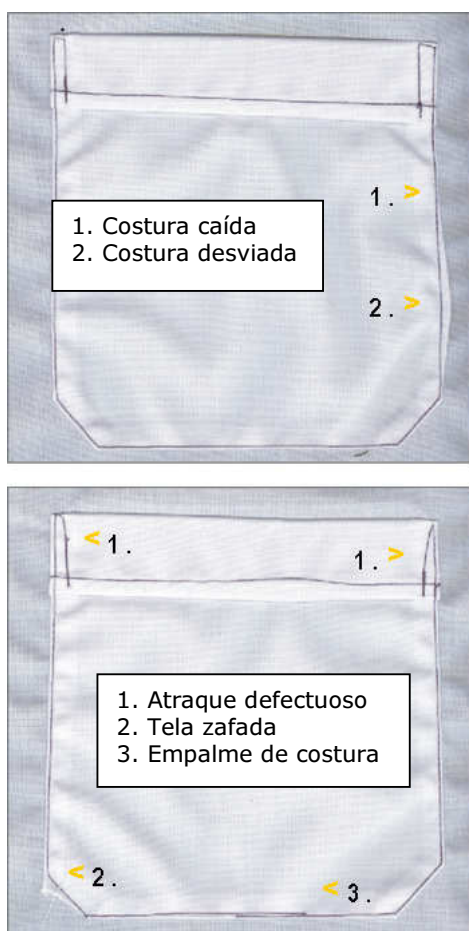 1. >
1. Costura caída
2. Costura desviada
2. >
< 1.
1. >
1. Atraque defectuoso
2. Tela zafada
3. Empalme de costura
< 2.
< 3.